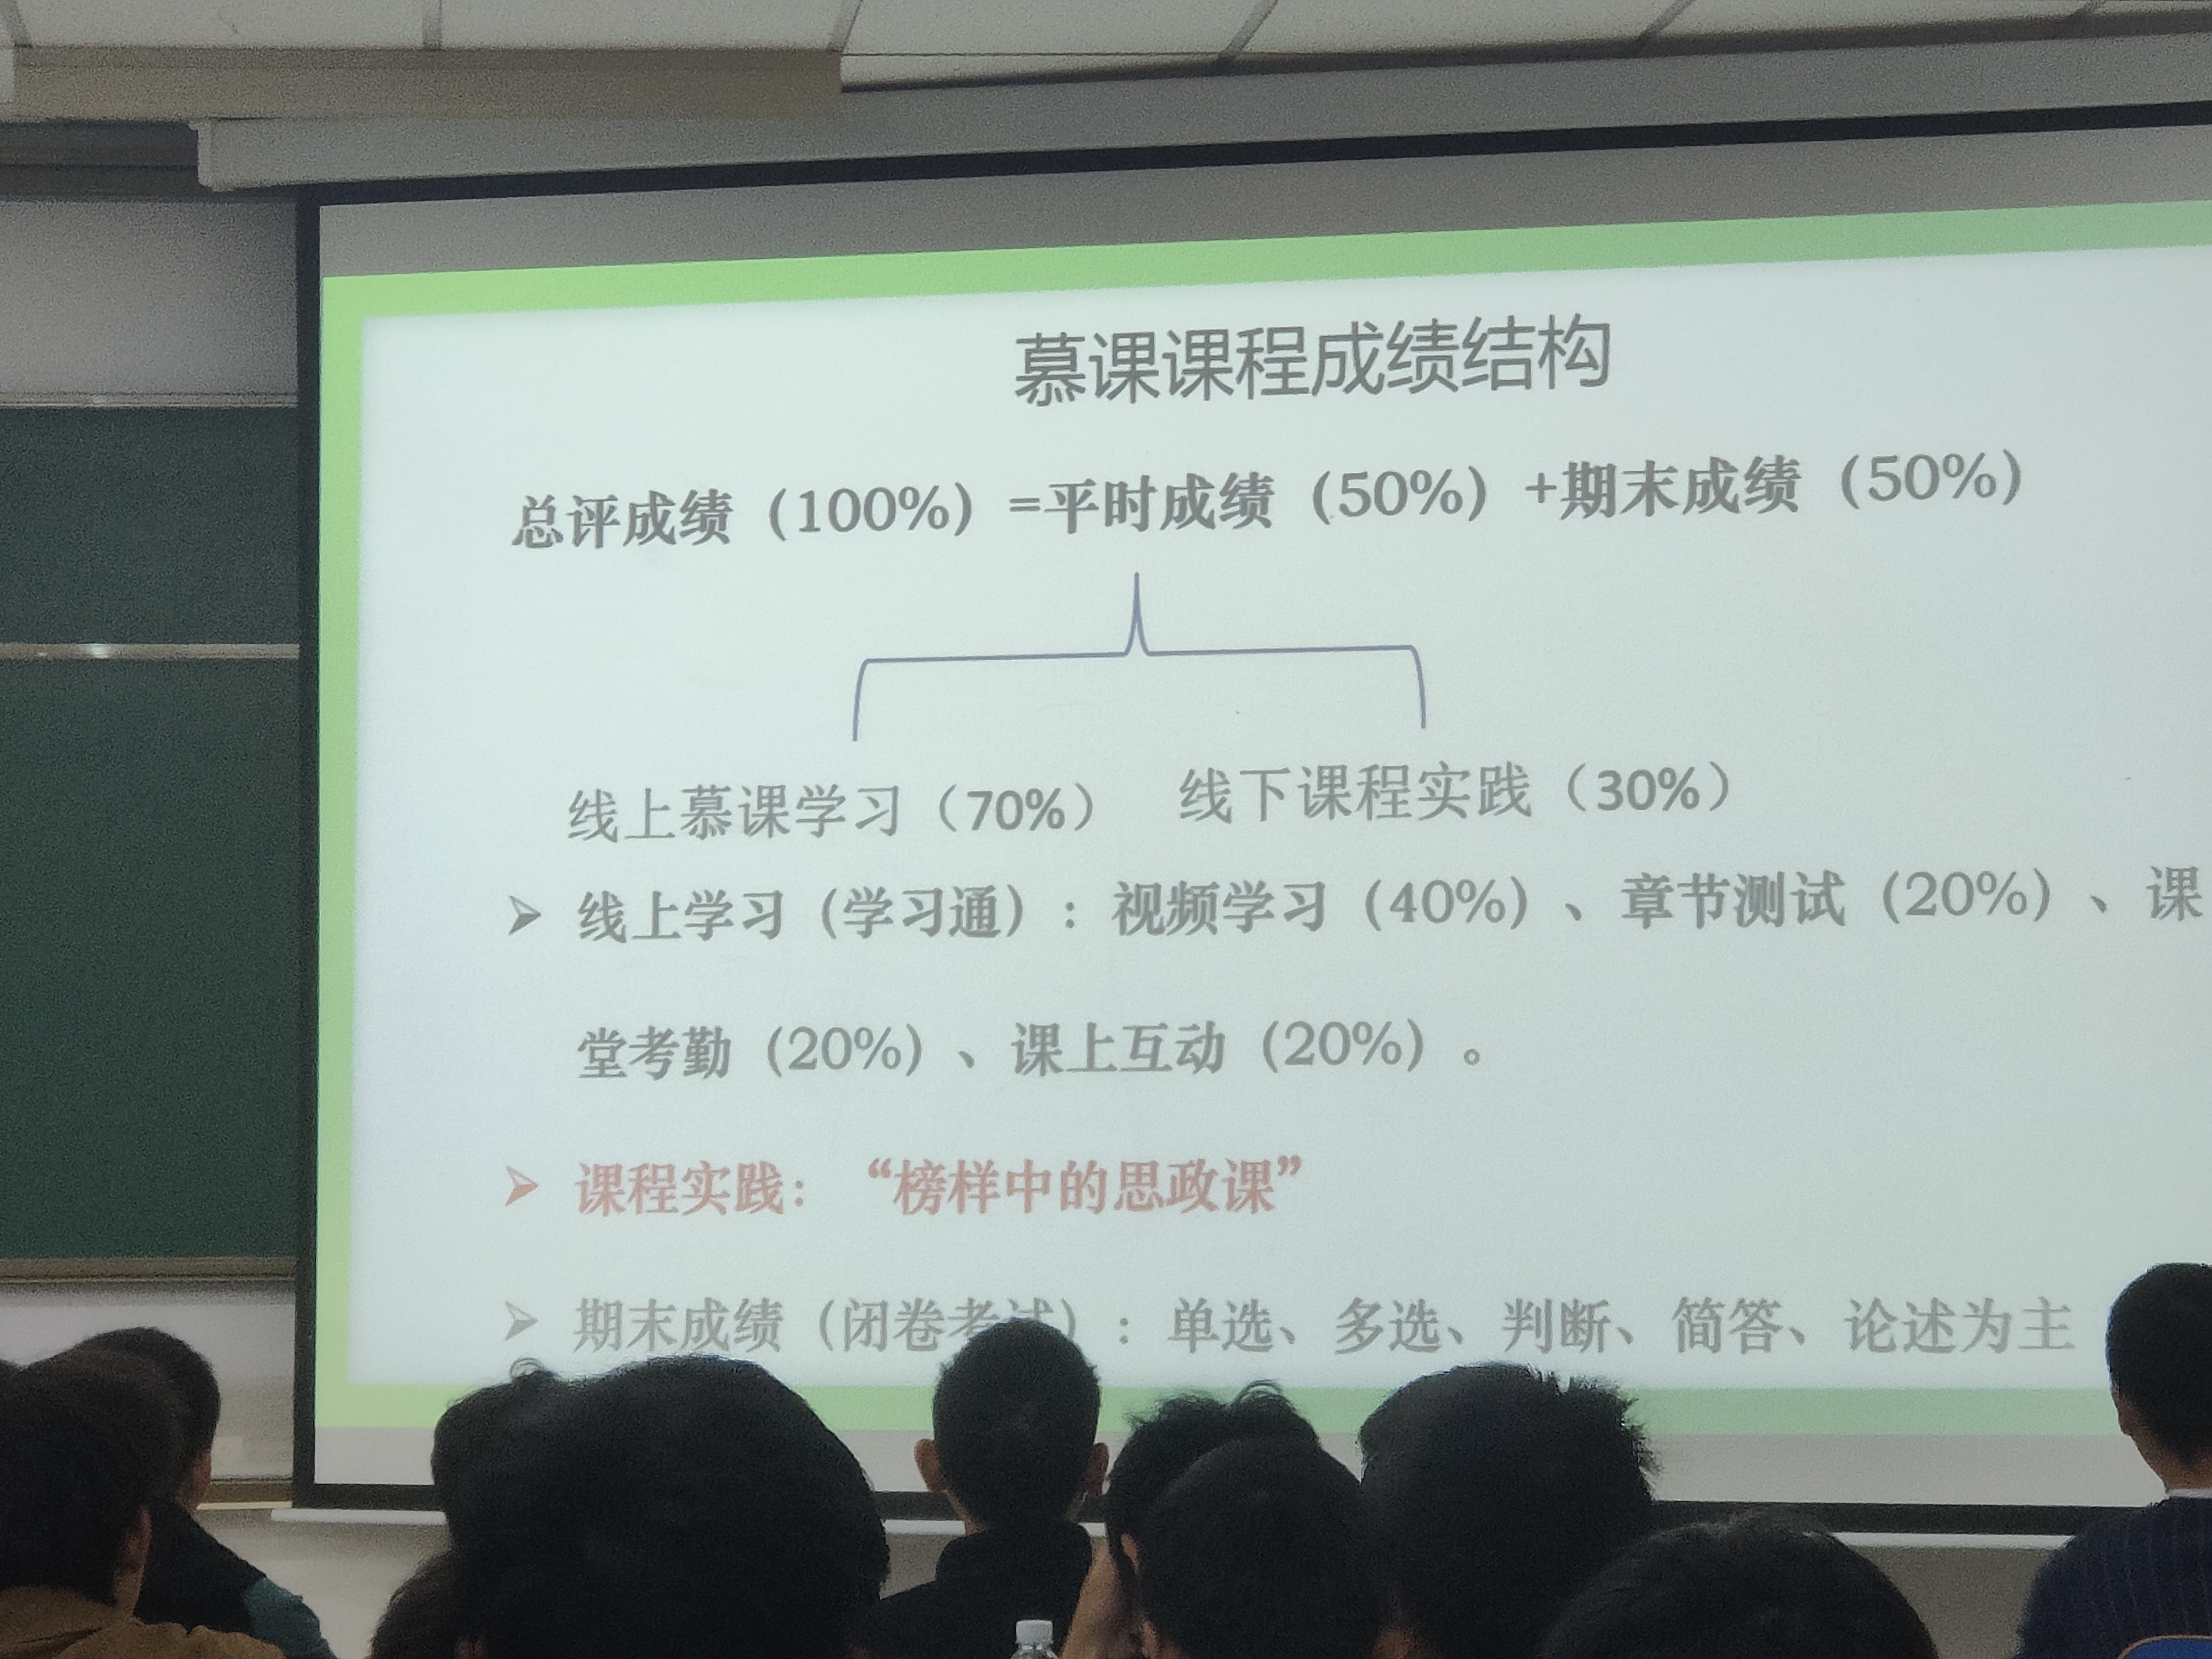 慕课课程成绩结构
总评成绩（100%）=平时成绩（50%）+期末成绩（50%）
线上慕课学习（70%） 线下课程实践（30%）
➢ 线上学习（学习通）：视频学习（40%）、章节测试（20%）、课
堂考勤（20%）、课上互动（20%）。
➢ 课程实践：“榜样中的思政课”
➢ 期末成绩（闭卷考试）：单选、多选、判断、简答、论述为主